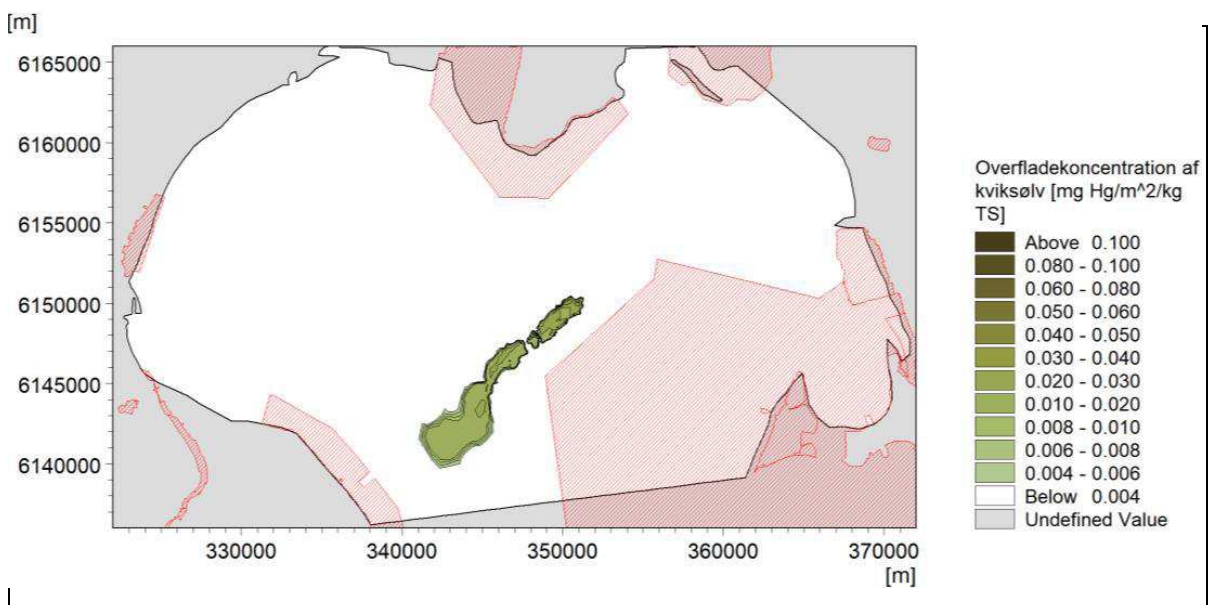 [m]
6165000
6160000
6155000
6150000
6145000
6140000
330000 340000 350000 360000 370000
[m]
Overfladekoncentration af
kviksølv [mg Hg/m^2/kg
TS]
Above 0.100
0.080 - 0.100
0.060 - 0.080
0.050 - 0.060
0.040 - 0.050
0.030 - 0.040
0.020 - 0.030
0.010 - 0.020
0.008 - 0.010
0.006 - 0.008
0.004 - 0.006
Below 0.004
Undefined Value